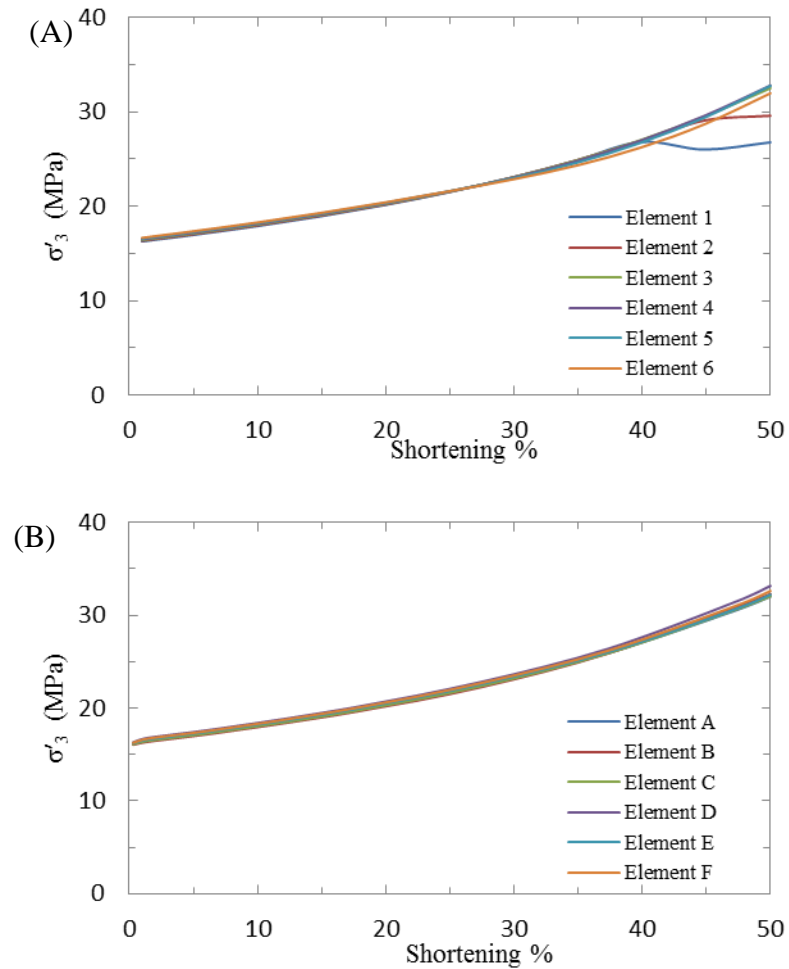 (A)
40
30
20
10
0
σ′3 (MPa)
Element 1
Element 2
Element 3
Element 4
Element 5
Element 6
0 10 20 30 40 50
Shortening %
(B)
40
30
20
10
0
σ′3 (MPa)
Element A
Element B
Element C
Element D
Element E
Element F
0 10 20 30 40 50
Shortening %